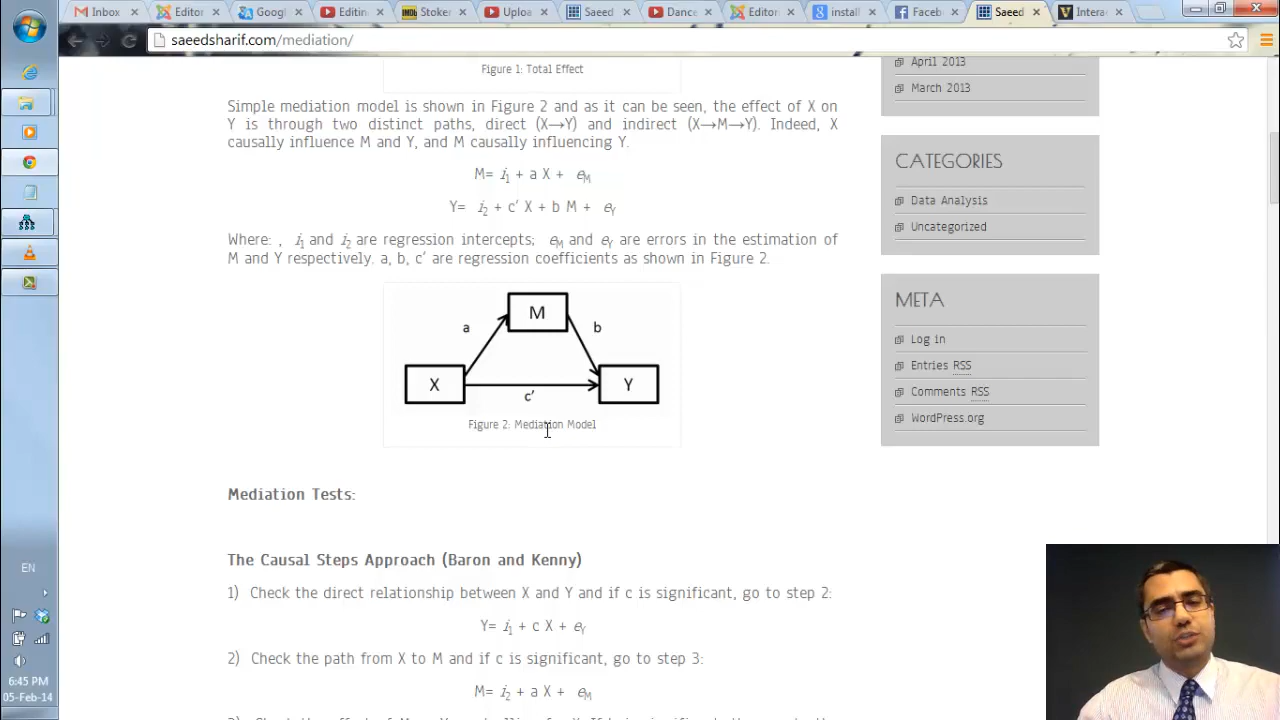 Inbox
Editor
Googl
Editin
Stoker
Uploa
Saeed
Dance
Editor
install
Faceb
Saeed
Intera
saeedsharif.com/mediation/
Figure 1: Total Effect
Simple mediation model is shown in Figure 2 and as it can be seen, the effect of X on
Y is through two distinct paths, direct (X→Y) and indirect (X→M→Y). Indeed, X
causally influence M and Y, and M causally influencing Y.
M= i1 + a X + eM
Y= i2 + c’ X + b M + eY
Where: , i1 and i2 are regression intercepts; eM and eY are errors in the estimation of
M and Y respectively. a, b, c’ are regression coefficients as shown in Figure 2.
M
a
b
X
Y
c’
Figure 2: Mediation Model
Mediation Tests:
The Causal Steps Approach (Baron and Kenny)
1) Check the direct relationship between X and Y and if c is significant, go to step 2:
Y= i1 + c X + eY
2) Check the path from X to M and if c is significant, go to step 3:
M= i2 + a X + eM
April 2013
March 2013
CATEGORIES
Data Analysis
Uncategorized
META
Log in
Entries RSS
Comments RSS
WordPress.org
EN
6:45 PM
05-Feb-14